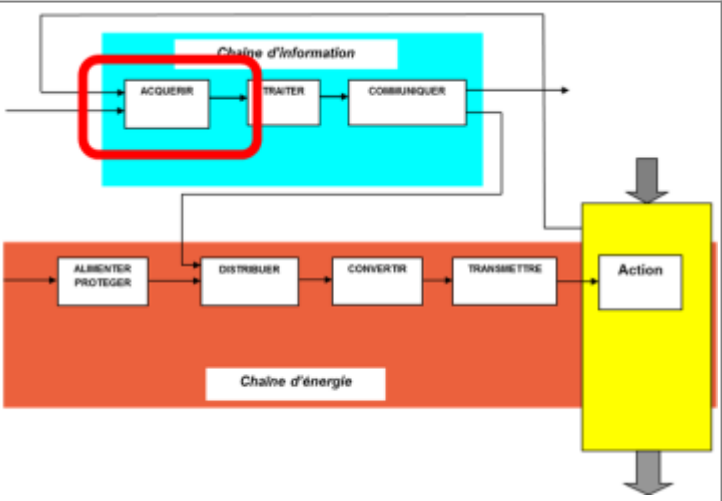 Chaîne d'information
ACQUERIR
TRAITER
COMMUNIQUER
ALIMENTER
PROTEGER
DISTRIBUER
CONVERTIR
TRANSMETTRE
Action
Chaîne d'énergie